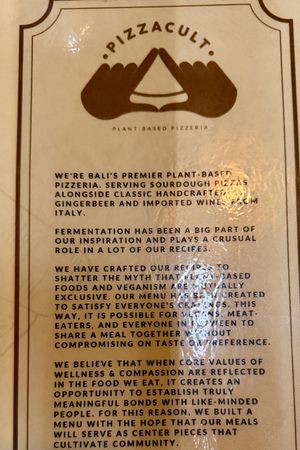 ·PIZZACULT·
PLANT BASED PIZZERIA
WE'RE BALI'S PREMIER PLANT-BASED
PIZZERIA. SERVING SOURDOUGH PIZZAS
ALONGSIDE CLASSIC HANDCRAFTED
GINGERBEER AND IMPORTED WINES FROM
ITALY.
FERMENTATION HAS BEEN A BIG PART OF
OUR INSPIRATION AND PLAYS A CRUSUAL
ROLE IN A LOT OF OUR RECIPES.
WE HAVE CRAFTED OUR RECIPES TO
SHATTER THE MYTH THAT PLANT-BASED
FOODS AND VEGANISM ARE MUTUALLY
EXCLUSIVE. OUR MENU HAS BEEN CREATED
TO SATISFY EVERYONE'S CRAVINGS. THIS
WAY, IT IS POSSIBLE FOR VEGANS, MEAT-
EATERS, AND EVERYONE IN BETWEEN TO
SHARE A MEAL TOGETHER WITHOUT
COMPROMISING ON TASTE OR PREFERENCE.
WE BELIEVE THAT WHEN CORE VALUES OF
WELLNESS & COMPASSION ARE REFLECTED
IN THE FOOD WE EAT, IT CREATES AN
OPPORTUNITY TO ESTABLISH TRULY
MEANINGFUL BONDS WITH LIKE-MINDED
PEOPLE. FOR THIS REASON, WE BUILT A
MENU WITH THE HOPE THAT OUR MEALS
WILL SERVE AS CENTER PIECES THAT
CULTIVATE COMMUNITY.